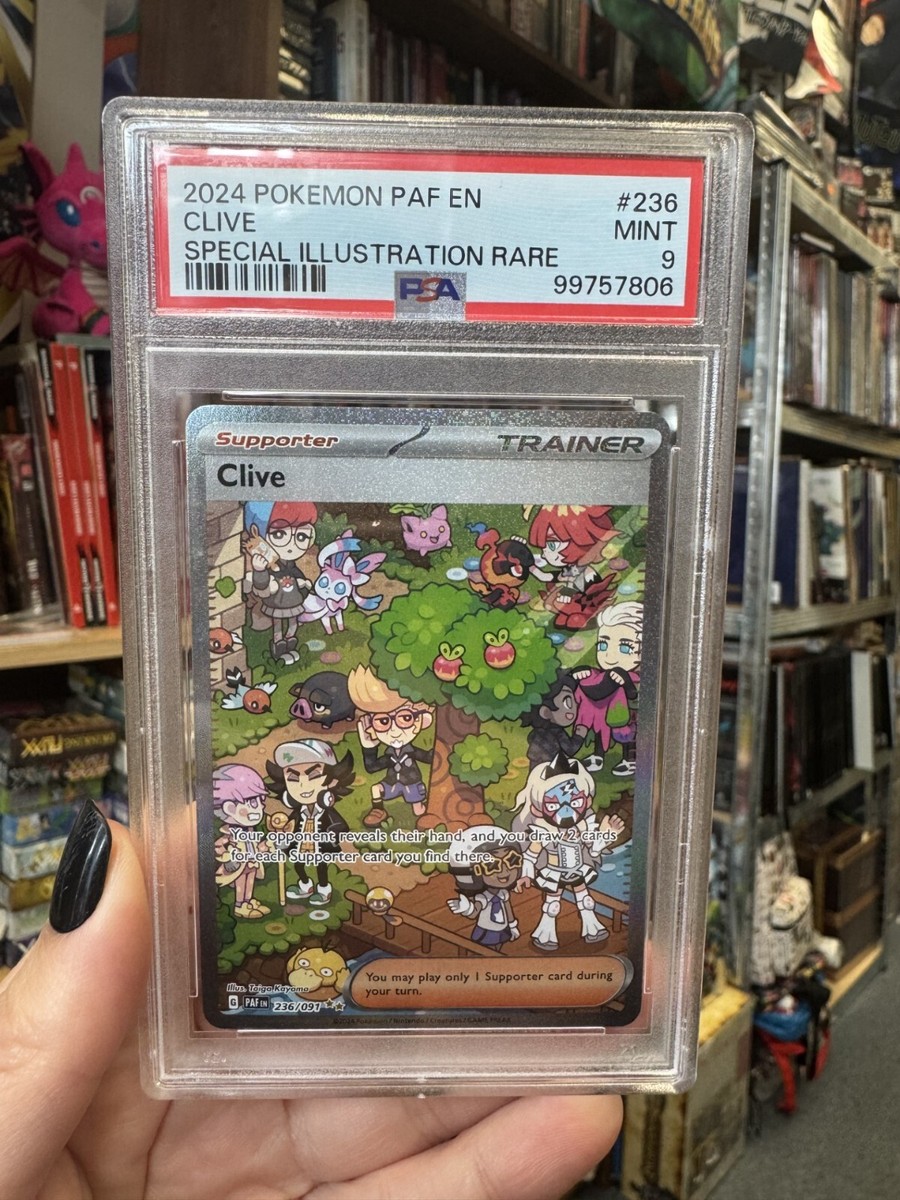 2024 POKEMON PAF EN #236
CLIVE MINT
SPECIAL ILLUSTRATION RARE 9
PSA 99757806
Supporter TRAINER
Clive
Your opponent reveals their hand, and you draw 2 cards
for each Supporter card you find there.
You may play only 1 Supporter card during
your turn.
Illus. Taiga Kayama
G PAF EN 236/091